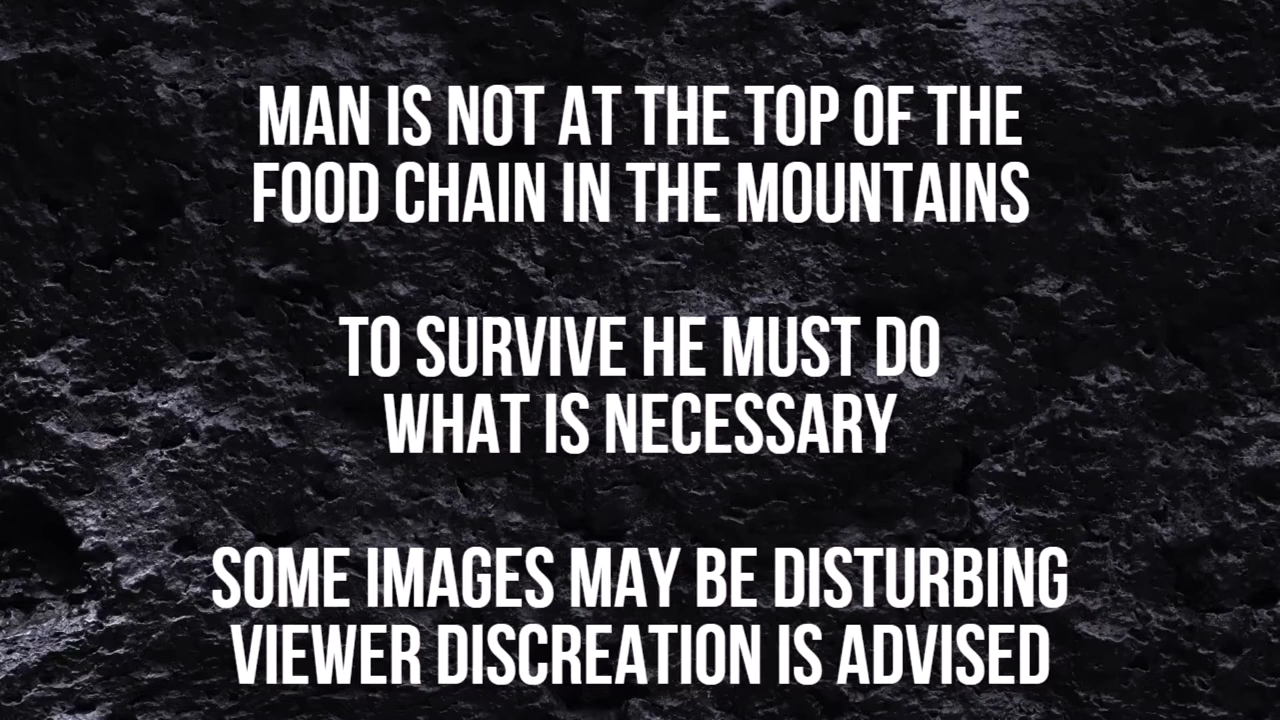 MAN IS NOT AT THE TOP OF THE
FOOD CHAIN IN THE MOUNTAINS
TO SURVIVE HE MUST DO
WHAT IS NECESSARY
SOME IMAGES MAY BE DISTURBING
VIEWER DISCREATION IS ADVISED